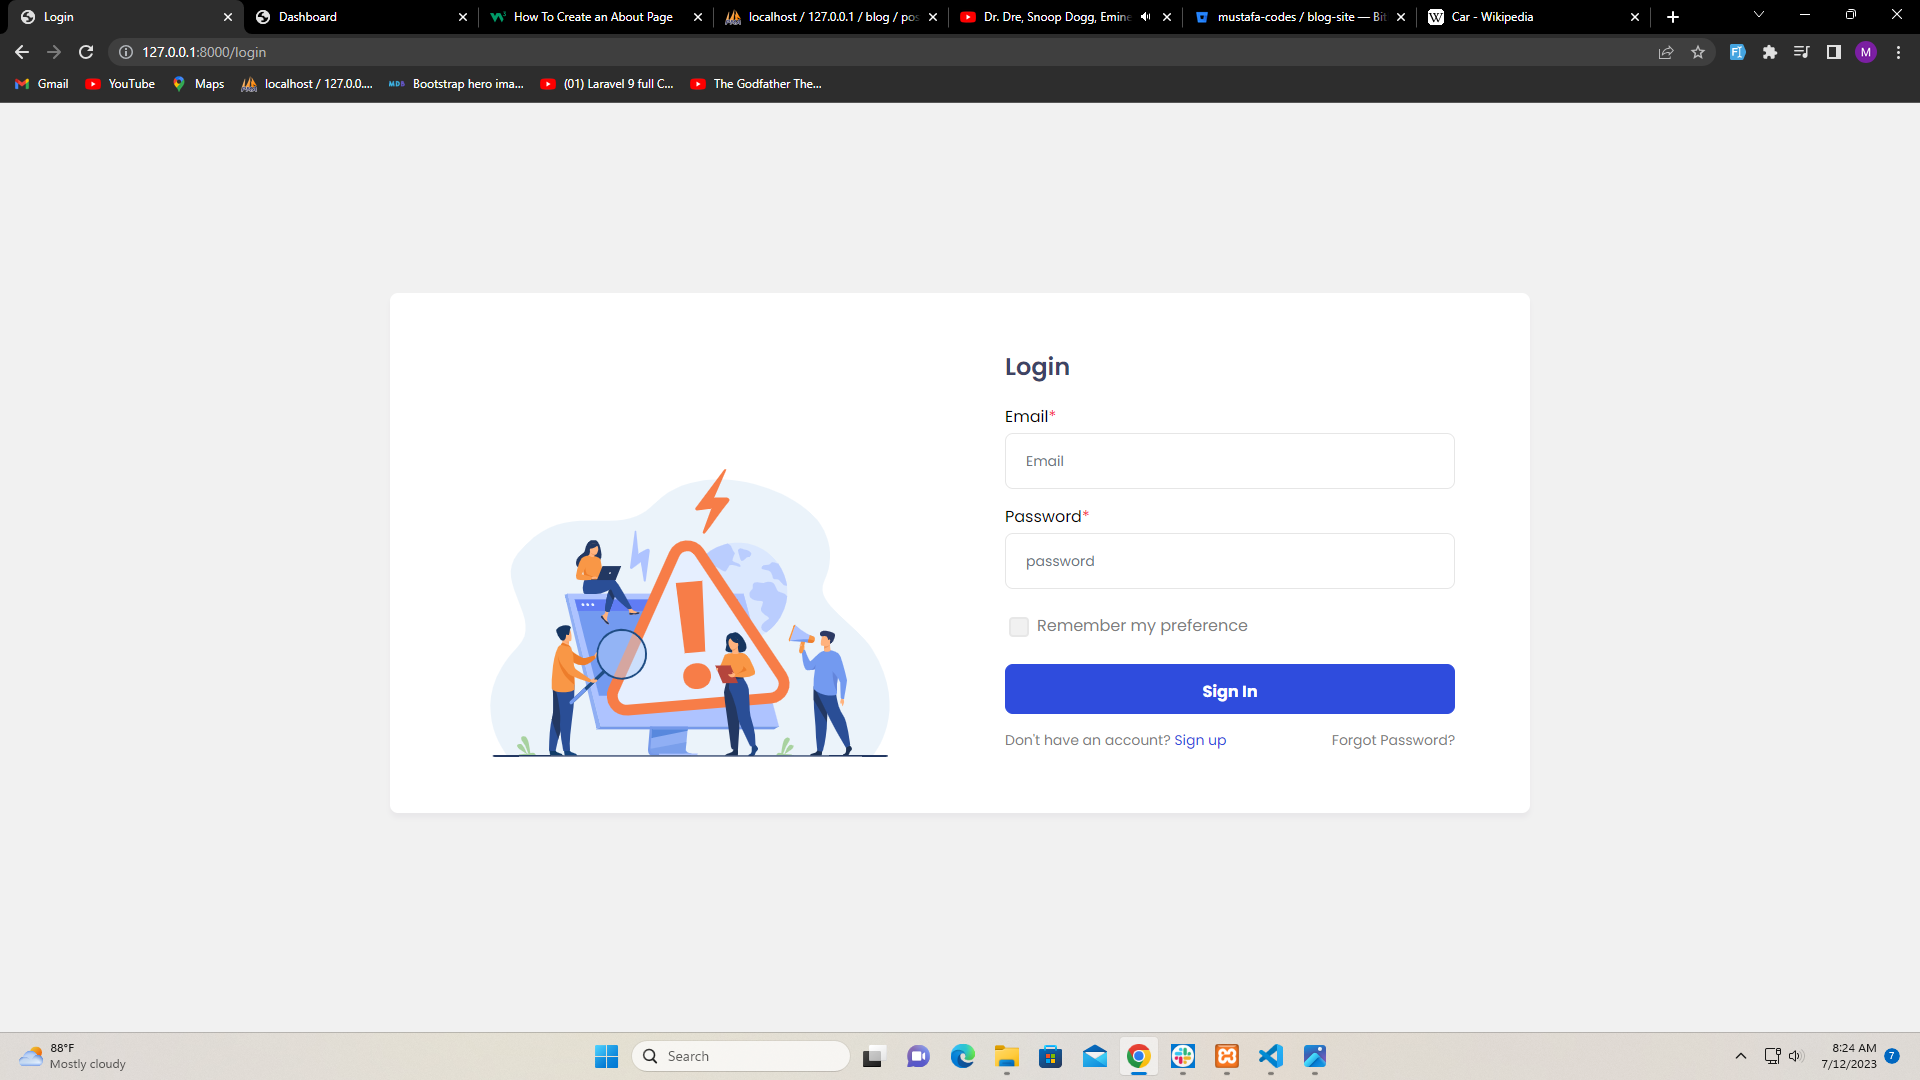 Login
Dashboard
How To Create an About Page
localhost / 127.0.0.1 / blog / pos
Dr. Dre, Snoop Dogg, Emine
mustafa-codes / blog-site — Bit
Car - Wikipedia
127.0.0.1:8000/login
M
Gmail
YouTube
Maps
localhost / 127.0.0....
MDB
Bootstrap hero ima...
(01) Laravel 9 full C...
The Godfather The...
Login
Email*
Email
Password*
password
Remember my preference
Sign In
Don't have an account? Sign up
Forgot Password?
88°F
Mostly cloudy
Search
8:24 AM
7/12/2023
7